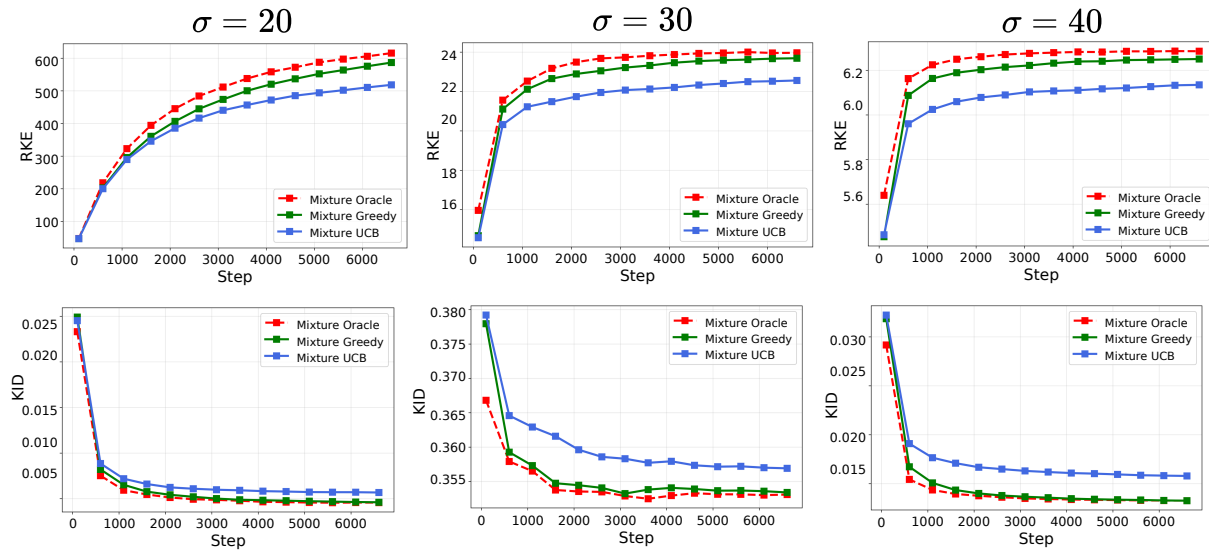 σ = 20
σ = 30
σ = 40
RKE
600
500
400
300
200
100
0 1000 2000 3000 4000 5000 6000
Step
Mixture Oracle
Mixture Greedy
Mixture UCB
RKE
24
22
20
18
16
0 1000 2000 3000 4000 5000 6000
Step
Mixture Oracle
Mixture Greedy
Mixture UCB
RKE
6.2
6.0
5.8
5.6
0 1000 2000 3000 4000 5000 6000
Step
Mixture Oracle
Mixture Greedy
Mixture UCB
KID
0.025
0.020
0.015
0.010
0.005
0 1000 2000 3000 4000 5000 6000
Step
Mixture Oracle
Mixture Greedy
Mixture UCB
KID
0.380
0.375
0.370
0.365
0.360
0.355
0 1000 2000 3000 4000 5000 6000
Step
Mixture Oracle
Mixture Greedy
Mixture UCB
KID
0.030
0.025
0.020
0.015
0 1000 2000 3000 4000 5000 6000
Step
Mixture Oracle
Mixture Greedy
Mixture UCB